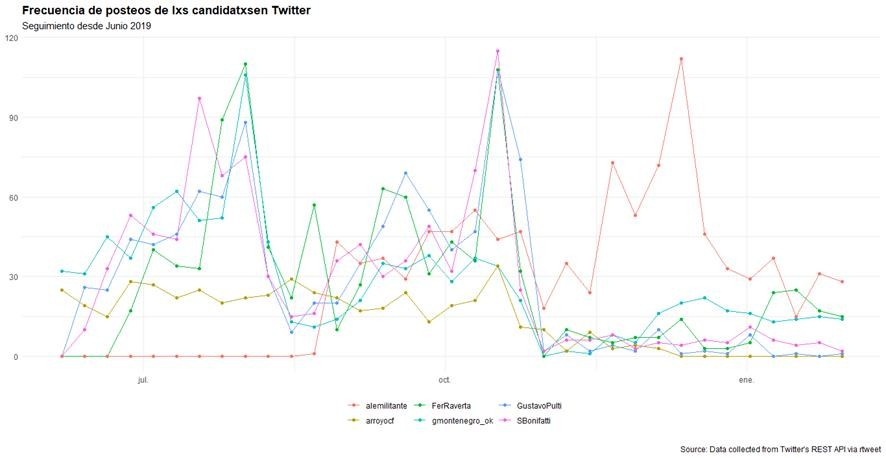 Frecuencia de posteos de lxs candidatxsen Twitter
Seguimiento desde Junio 2019
120
90
60
30
0
jul.
oct.
ene.
alemilitante
FerRaverta
GustavoPulti
arroyocf
gmontenegro_ok
SBonifatti
Source: Data collected from Twitter's REST API via rtweet